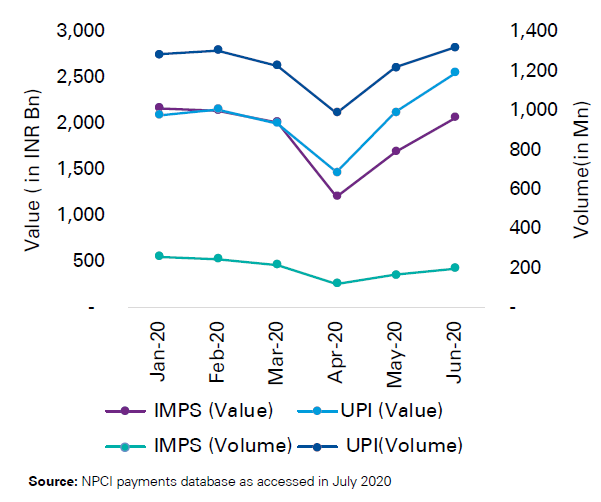 Value ( in INR Bn)
3,000
2,500
2,000
1,500
1,000
500
-
Volume(in Mn)
1,400
1,200
1,000
800
600
400
200
-
Jan-20
Feb-20
Mar-20
Apr-20
May-20
Jun-20
IMPS (Value) UPI (Value)
IMPS (Volume) UPI(Volume)
Source: NPCI payments database as accessed in July 2020